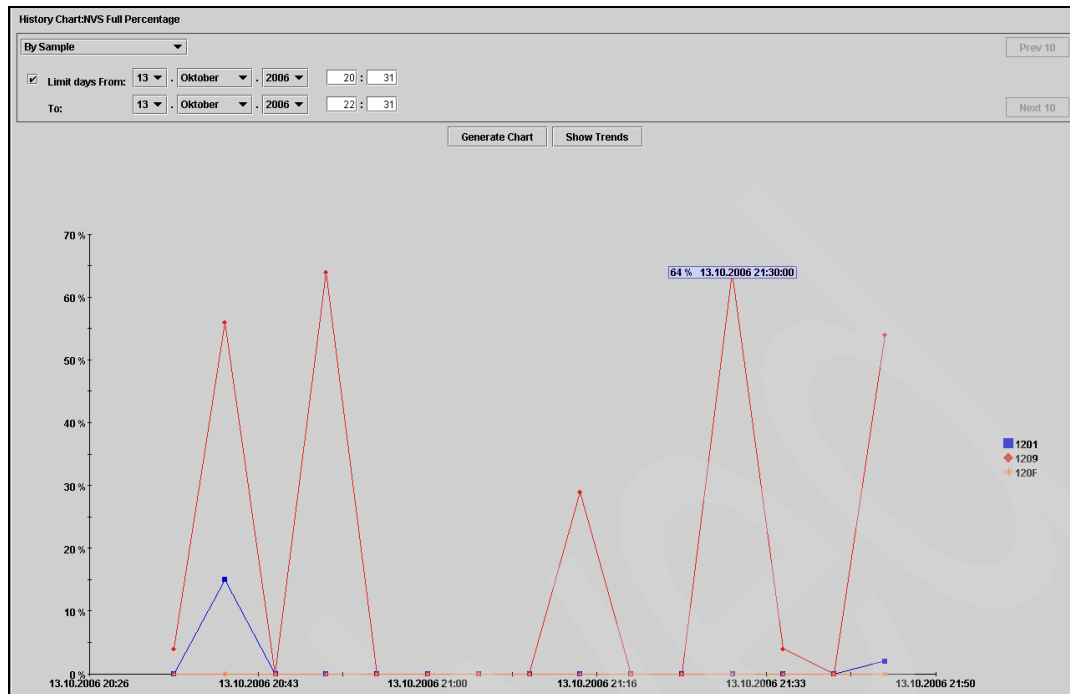 History Chart:NVS Full Percentage
By Sample
Prev 10
Limit days From: 13 . Oktober . 2006 20 : 31
To: 13 . Oktober . 2006 22 : 31
Next 10
Generate Chart Show Trends
70 %
64 % 13.10.2006 21:30:00
60 %
50 %
40 %
1201
1209
120F
30 %
20 %
10 %
0 %
13.10.2006 20:26 13.10.2006 20:43 13.10.2006 21:00 13.10.2006 21:16 13.10.2006 21:33 13.10.2006 21:50